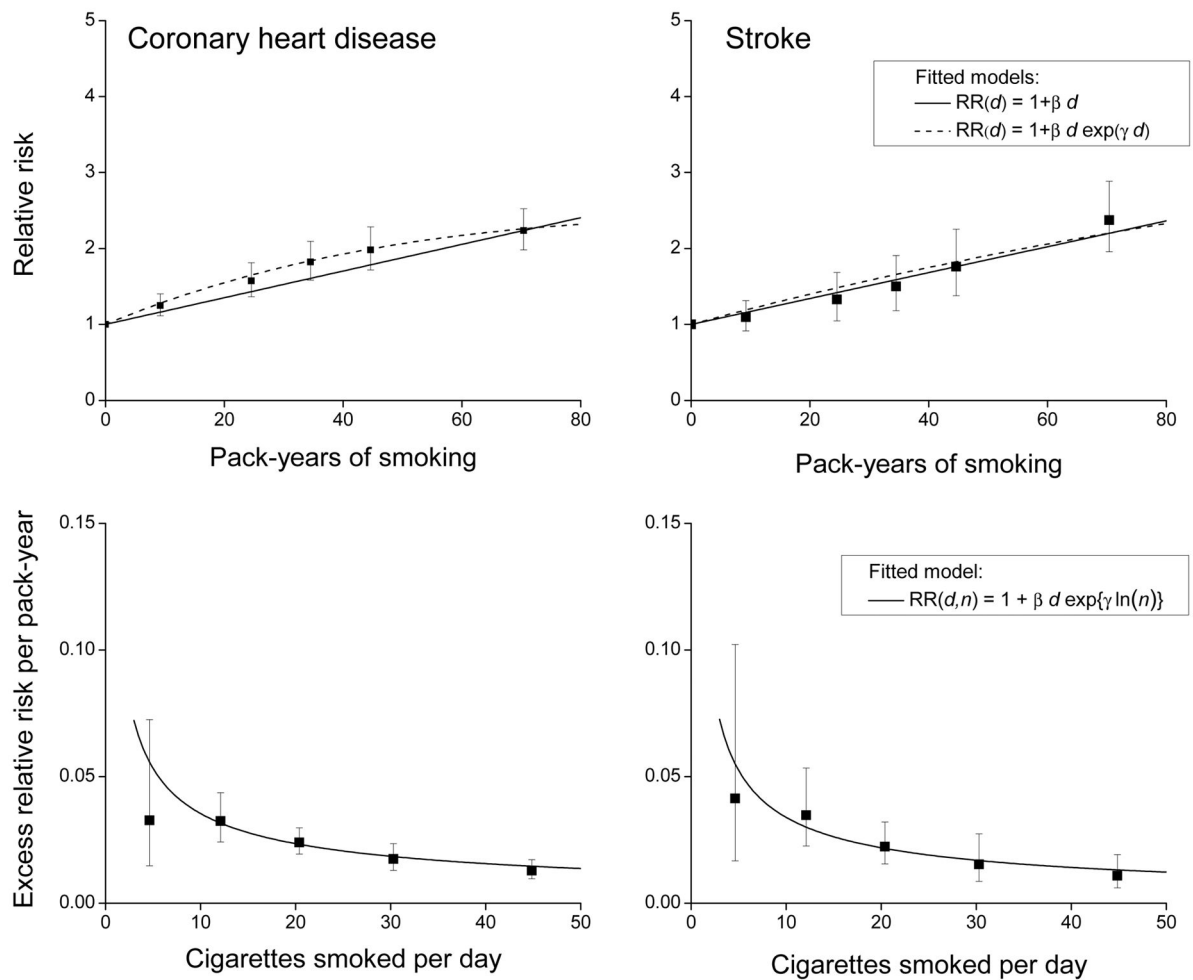 Coronary heart disease
Relative risk
5
4
3
2
1
0
0 20 40 60 80
Pack-years of smoking
Stroke
Fitted models:
RR(d) = 1+β d
RR(d) = 1+β d exp(γ d)
5
4
3
2
1
0
0 20 40 60 80
Pack-years of smoking
Excess relative risk per pack-year
0.15
0.10
0.05
0.00
0 10 20 30 40 50
Cigarettes smoked per day
Fitted model:
RR(d,n) = 1 + β d exp{γ ln(n)}
0.15
0.10
0.05
0.00
0 10 20 30 40 50
Cigarettes smoked per day